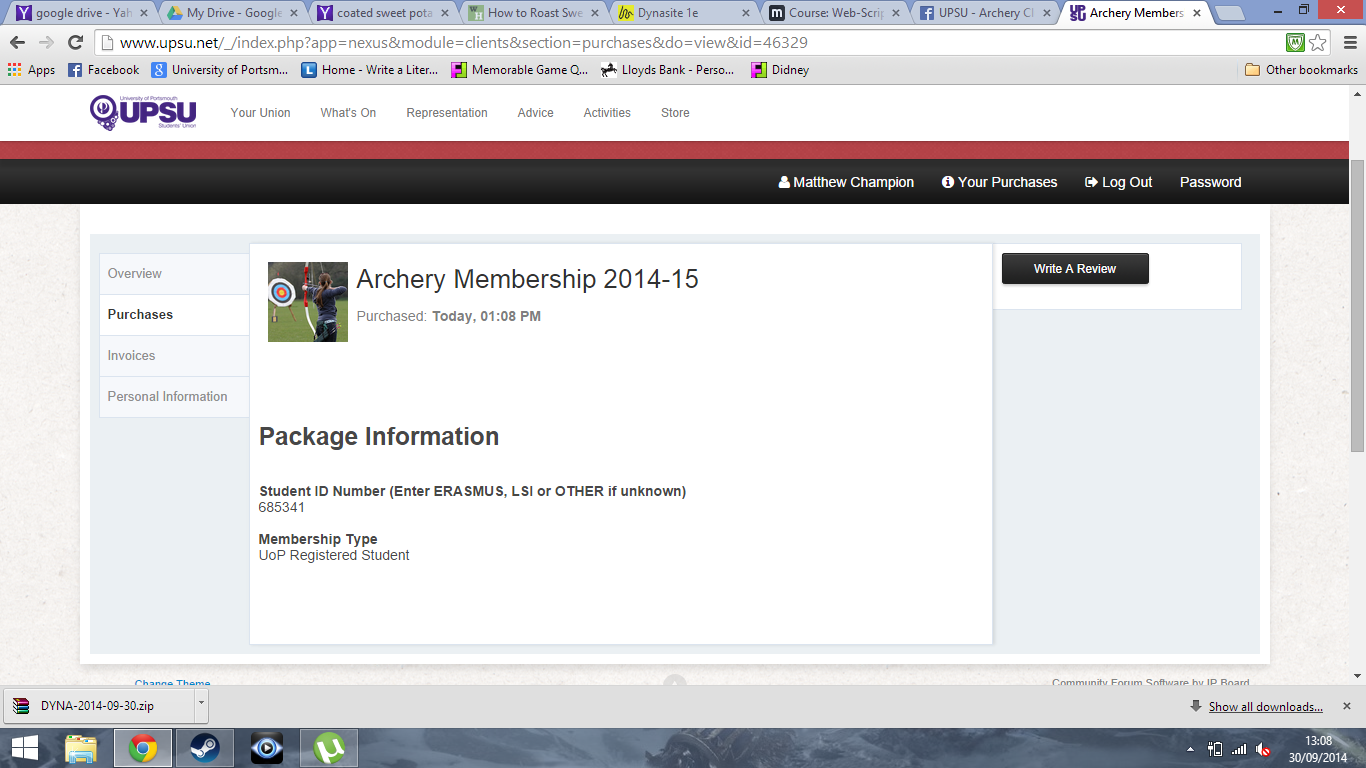 google drive - Yah
My Drive - Google
coated sweet pota
How to Roast Swe
Dynasite 1e
Course: Web-Scrip
UPSU - Archery Cl
Archery Members
www.upsu.net/_/index.php?app=nexus&module=clients&section=purchases&do=view&id=46329
Apps
Facebook
University of Portsm...
Home - Write a Liter...
Memorable Game Q...
Lloyds Bank - Perso...
Didney
Other bookmarks
University of Portsmouth
UPSU
Students' Union
Your Union
What's On
Representation
Advice
Activities
Store
Matthew Champion
Your Purchases
Log Out
Password
Overview
Purchases
Invoices
Personal Information
Archery Membership 2014-15
Purchased: Today, 01:08 PM
Write A Review
Package Information
Student ID Number (Enter ERASMUS, LSI or OTHER if unknown)
685341
Membership Type
UoP Registered Student
Change Theme
Community Forum Software by IP.Board
DYNA-2014-09-30.zip
Show all downloads...
13:08
30/09/2014